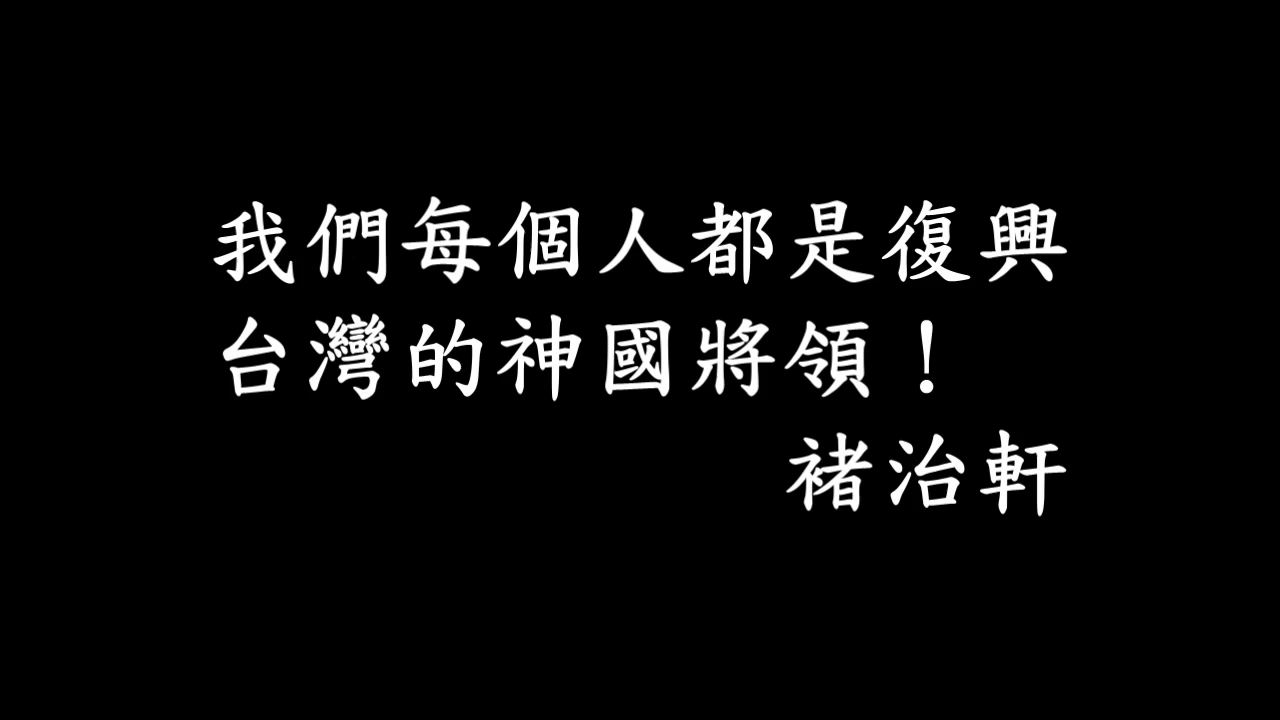 我們每個人都是復興
台灣的神國將領！
褚治軒